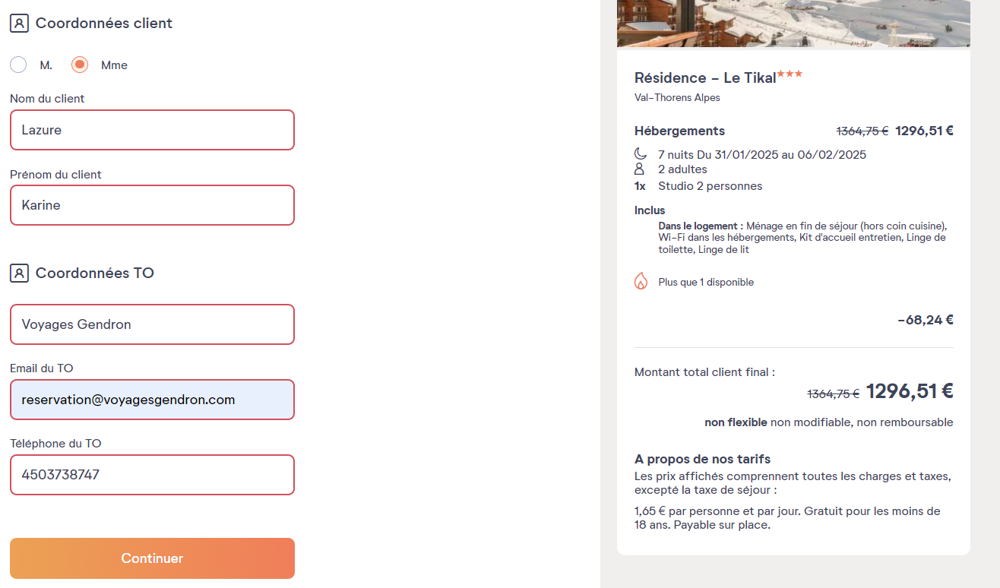 Coordonnées client
M. Mme
Nom du client
Lazure
Prénom du client
Karine
Coordonnées TO
Voyages Gendron
Email du TO
reservation@voyagesgendron.com
Téléphone du TO
4503738747
Continuer
Résidence – Le Tikal★★★
Val–Thorens Alpes
Hébergements 1364,75 € 1296,51 €
7 nuits Du 31/01/2025 au 06/02/2025
2 adultes
1x Studio 2 personnes
Inclus
Dans le logement : Ménage en fin de séjour (hors coin cuisine),
Wi–Fi dans les hébergements, Kit d'accueil entretien, Linge de
toilette, Linge de lit
Plus que 1 disponible
–68,24 €
Montant total client final :
1364,75 € 1296,51 €
non flexible non modifiable, non remboursable
A propos de nos tarifs
Les prix affichés comprennent toutes les charges et taxes,
excepté la taxe de séjour :
1,65 € par personne et par jour. Gratuit pour les moins de
18 ans. Payable sur place.